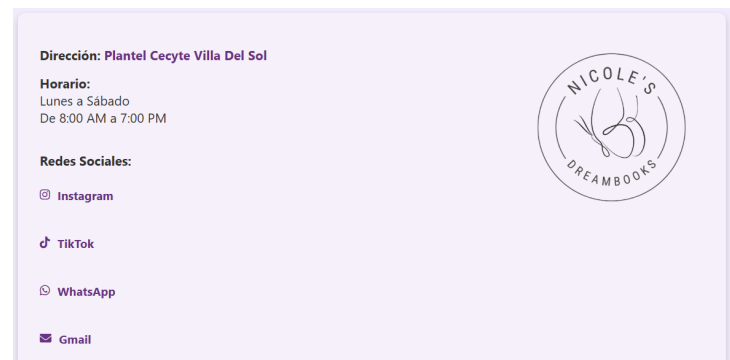 Dirección: Plantel Cecyte Villa Del Sol
Horario:
Lunes a Sábado
De 8:00 AM a 7:00 PM
Redes Sociales:
Instagram
TikTok
WhatsApp
Gmail
NICOLE'S
DREAMBOOKS